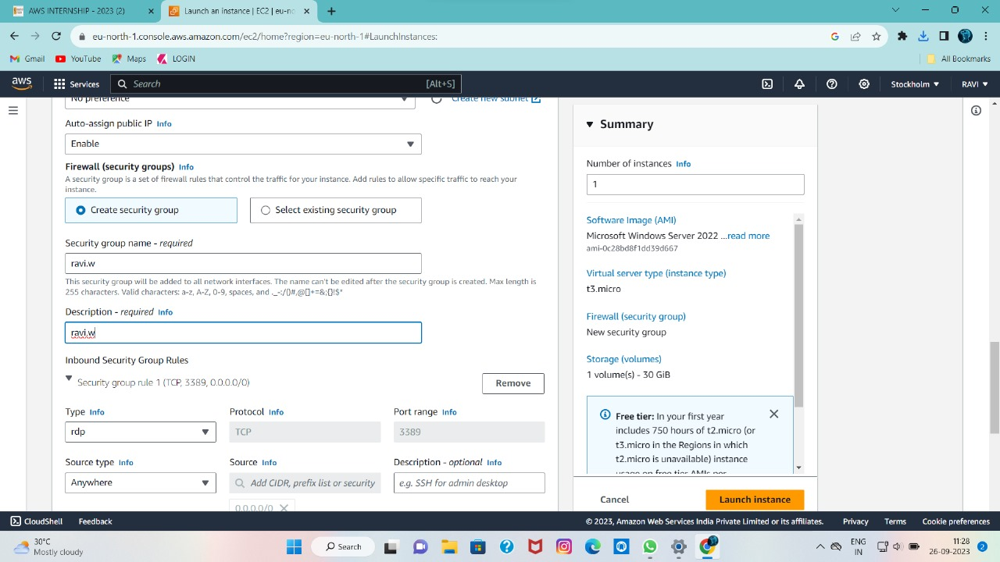 AWS INTERNSHIP - 2023 (2)
Launch an instance | EC2 | eu-no
eu-north-1.console.aws.amazon.com/ec2/home?region=eu-north-1#LaunchInstances:
Gmail YouTube Maps LOGIN All Bookmarks
aws Services Search [Alt+S] Stockholm RAVI
No preference Create new subnet
Auto-assign public IP Info
Enable
Firewall (security groups) Info
A security group is a set of firewall rules that control the traffic for your instance. Add rules to allow specific traffic to reach your
instance.
Create security group Select existing security group
Security group name - required
ravi.w
This security group will be added to all network interfaces. The name can't be edited after the security group is created. Max length is
255 characters. Valid characters: a-z, A-Z, 0-9, spaces, and ._-:/()#,@[]+=&;{}!$*
Description - required Info
ravi.w
Inbound Security Group Rules
Security group rule 1 (TCP, 3389, 0.0.0.0/0)
Remove
Type Info Protocol Info Port range Info
rdp TCP 3389
Source type Info Source Info Description - optional Info
Anywhere Add CIDR, prefix list or security e.g. SSH for admin desktop
0.0.0.0/0
Summary
Number of instances Info
1
Software Image (AMI)
Microsoft Windows Server 2022 ...read more
ami-0c28bd8f1dd39d667
Virtual server type (instance type)
t3.micro
Firewall (security group)
New security group
Storage (volumes)
1 volume(s) - 30 GiB
Free tier: In your first year
includes 750 hours of t2.micro (or
t3.micro in the Regions in which
t2.micro is unavailable) instance
usage on free tier AMIs per
Cancel Launch instance
CloudShell Feedback © 2023, Amazon Web Services India Private Limited or its affiliates. Privacy Terms Cookie preferences
30°C
Mostly cloudy
Search
ENG
IN
11:28
26-09-2023
2